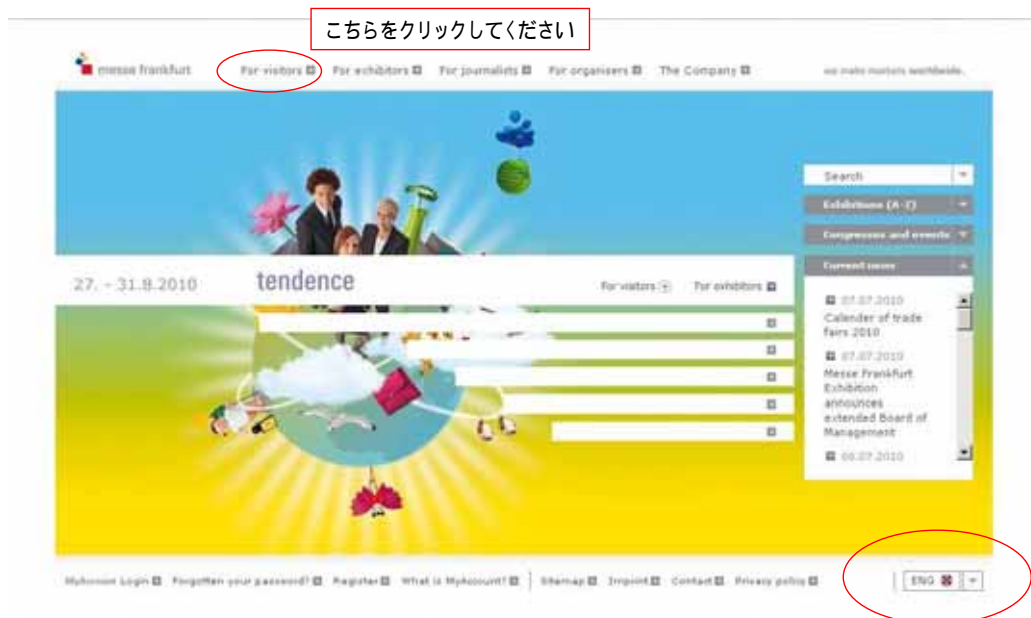 こちらをクリックしてください
messe frankfurt
For visitors For exhibitors For journalists For organisers The Company
we make markets worldwide.
Search
Exhibitions (A-Z)
Congresses and events
27. - 31.8.2010 tendence For visitors For exhibitors
Current news
07.07.2010
Calender of trade
fairs 2010
07.07.2010
Messe Frankfurt
Exhibition
announces
extended Board of
Management
06.07.2010
MyAccount Login Forgotten your password? Register What is MyAccount? Sitemap Imprint Contact Privacy policy
ENG